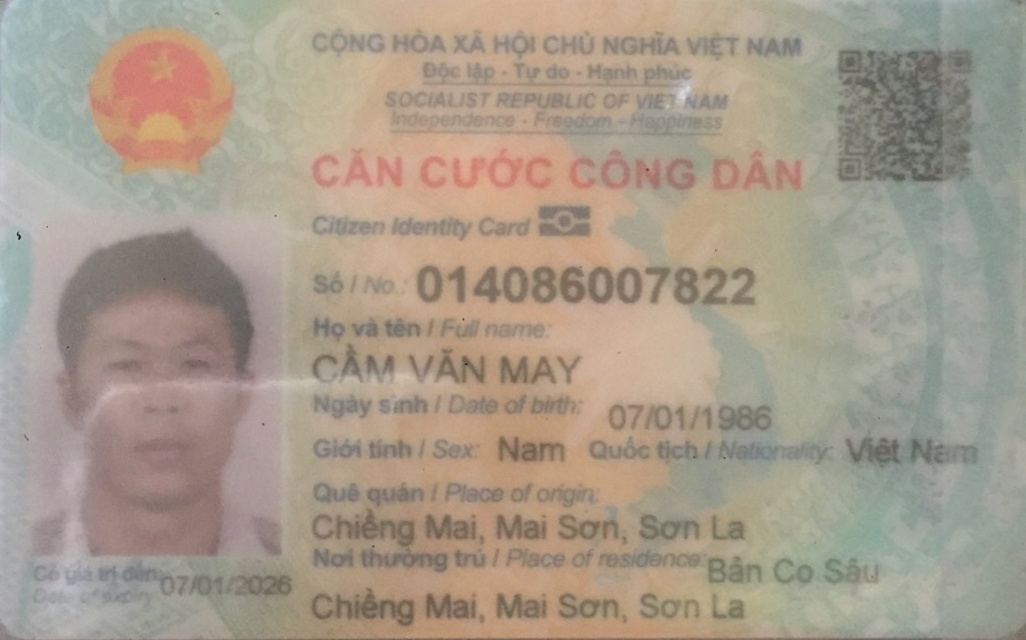 CỘNG HÒA XÃ HỘI CHỦ NGHĨA VIỆT NAM
Độc lập - Tự do - Hạnh phúc
SOCIALIST REPUBLIC OF VIET NAM
Independence - Freedom - Happiness
CĂN CƯỚC CÔNG DÂN
Citizen Identity Card
Số / No.: 014086007822
Họ và tên / Full name:
CẦM VĂN MAY
Ngày sinh / Date of birth: 07/01/1986
Giới tính / Sex: Nam Quốc tịch / Nationality: Việt Nam
Quê quán / Place of origin:
Chiềng Mai, Mai Sơn, Sơn La
Nơi thường trú / Place of residence: Bản Co Sâu
Chiềng Mai, Mai Sơn, Sơn La
Có giá trị đến: 07/01/2026
Date of expiry